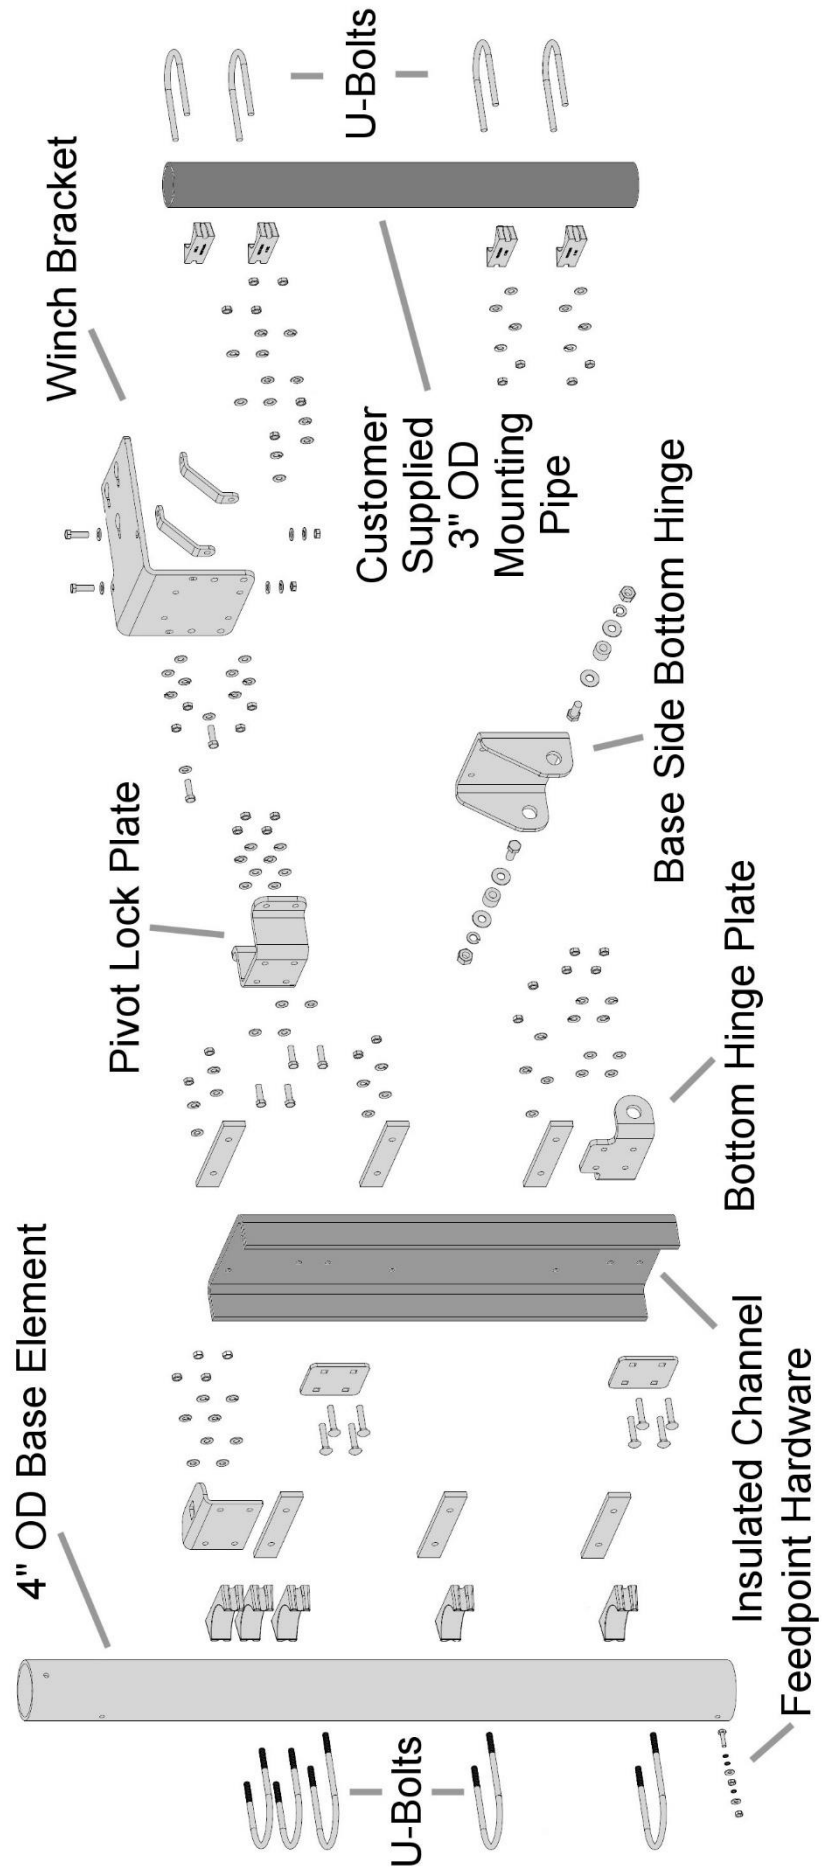 4" OD Base Element
Pivot Lock Plate
Winch Bracket
U-Bolts
Customer
Supplied
3" OD
Mounting
Pipe
Base Side Bottom Hinge
Bottom Hinge Plate
Insulated Channel
Feedpoint Hardware
U-Bolts